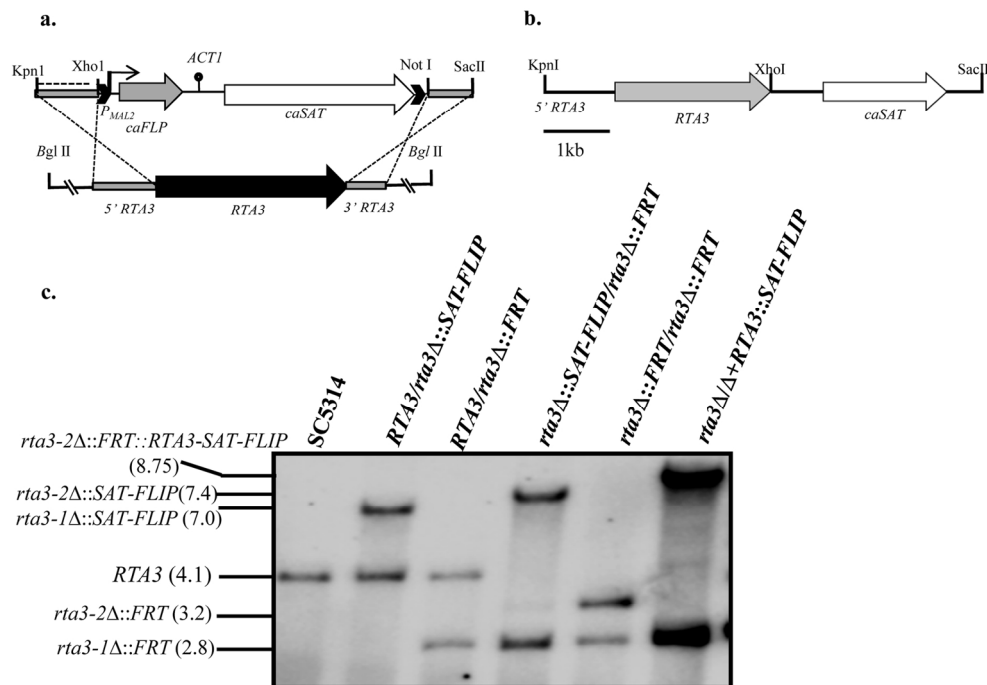 a.
b.
ACT1
Kpn1
Xho1
Not I
SacII
P MAL2
caFLP
caSAT
Bgl II
Bgl II
5' RTA3
RTA3
3' RTA3
KpnI
XhoI
SacII
5' RTA3
RTA3
caSAT
1kb
c.
SC5314
RTA3/rta3Δ::SAT-FLIP
RTA3/rta3Δ::FRT
rta3Δ::SAT-FLIP/rta3Δ::FRT
rta3Δ::FRT/rta3Δ::FRT
rta3Δ/Δ+RTA3::SAT-FLIP
rta3-2Δ::FRT::RTA3-SAT-FLIP
(8.75)
rta3-2Δ::SAT-FLIP(7.4)
rta3-1Δ::SAT-FLIP (7.0)
RTA3 (4.1)
rta3-2Δ::FRT (3.2)
rta3-1Δ::FRT (2.8)